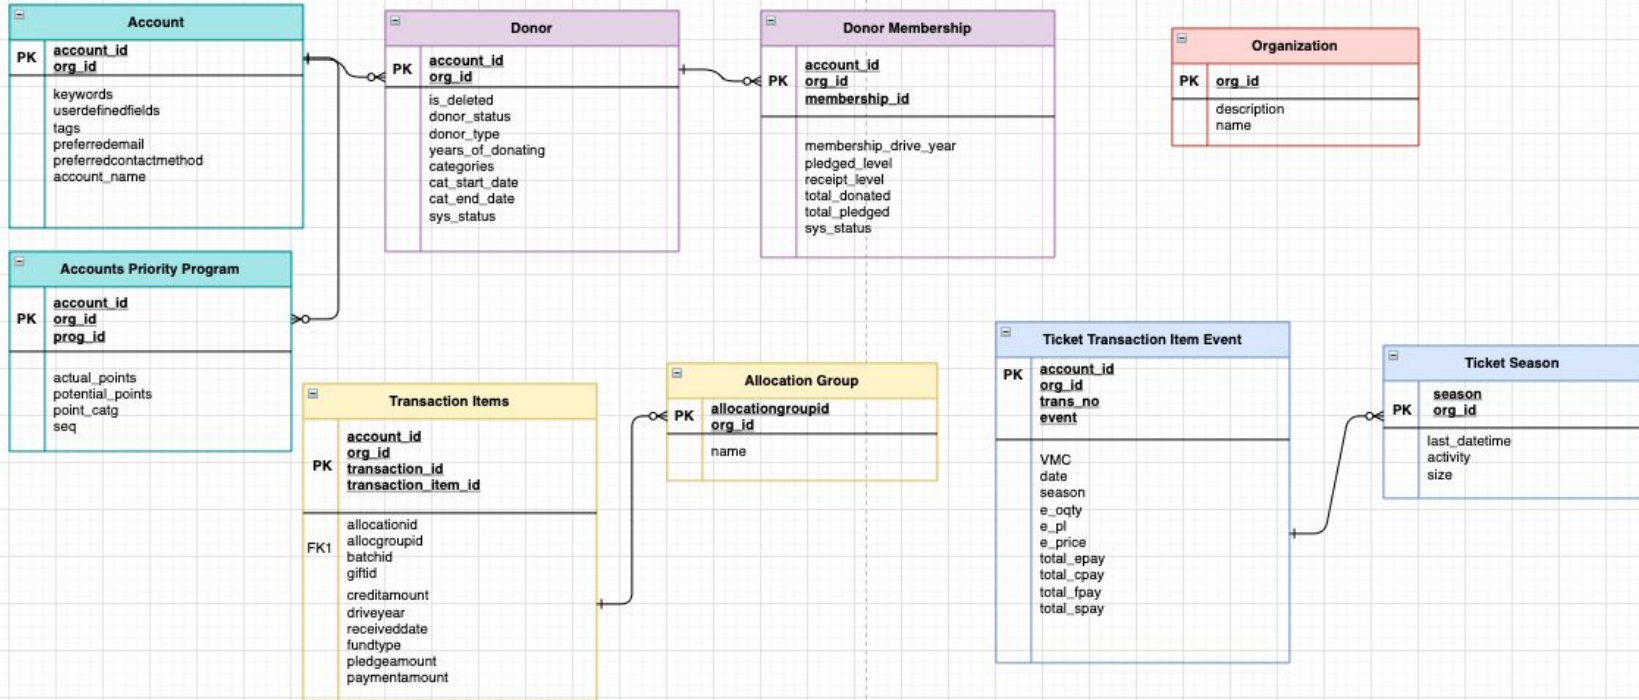 Account
PK
account_id
org_id
keywords
userdefinedfields
tags
preferredemail
preferredcontactmethod
account_name
Donor
PK
account_id
org_id
is_deleted
donor_status
donor_type
years_of_donating
categories
cat_start_date
cat_end_date
sys_status
Donor Membership
PK
account_id
org_id
membership_id
membership_drive_year
pledged_level
receipt_level
total_donated
total_pledged
sys_status
Organization
PK
org_id
description
name
Accounts Priority Program
PK
account_id
org_id
prog_id
actual_points
potential_points
point_catg
seq
Transaction Items
PK
account_id
org_id
transaction_id
transaction_item_id
FK1
allocationid
allocgroupid
batchid
giftid
creditamount
driveyear
receiveddate
fundtype
pledgeamount
paymentamount
Allocation Group
PK
allocationgroupid
org_id
name
Ticket Transaction Item Event
PK
account_id
org_id
trans_no
event
VMC
date
season
e_oqty
e_pl
e_price
total_epay
total_cpay
total_fpay
total_spay
Ticket Season
PK
season
org_id
last_datetime
activity
size